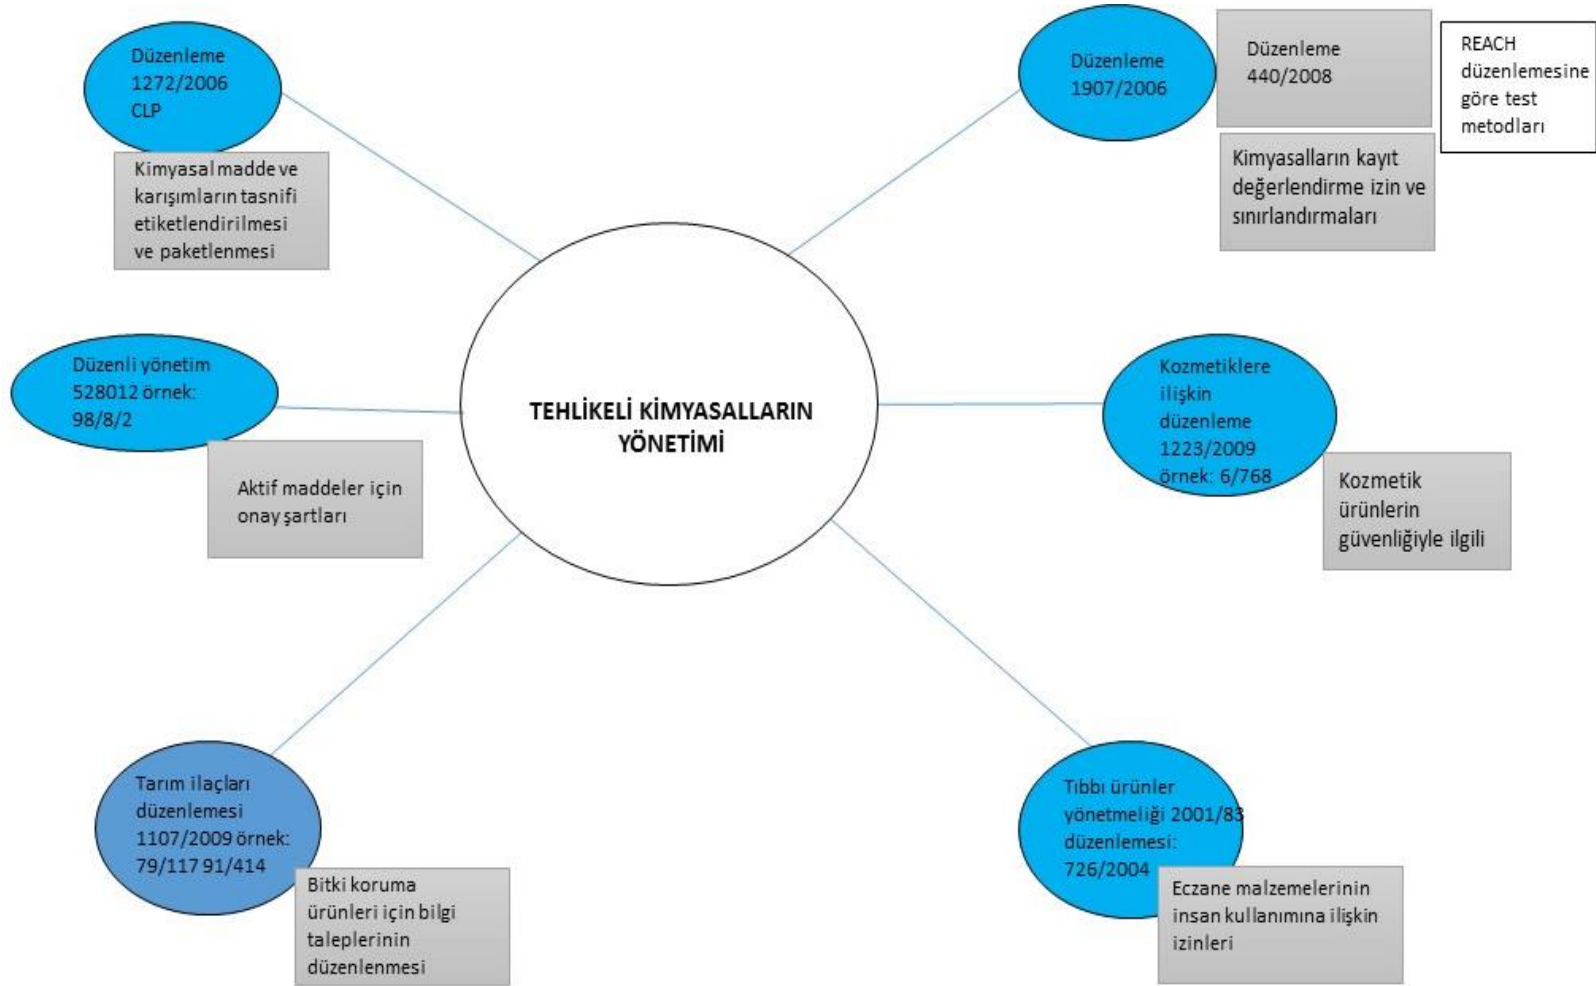 Düzenleme
1272/2006
CLP
Kimyasal madde ve
karışımların tasnifi
etiketlendirilmesi
ve paketlenmesi
Düzenleme
1907/2006
Düzenleme
440/2008
REACH
düzenlemesine
göre test
metodları
Kimyasalların kayıt
değerlendirme izin ve
sınırlandırmaları
Düzenli yönetim
528012 örnek:
98/8/2
Aktif maddeler için
onay şartları
TEHLİKELİ KİMYASALLARIN
YÖNETİMİ
Kozmetiklere
ilişkin
düzenleme
1223/2009
örnek: 6/768
Kozmetik
ürünlerin
güvenliğiyle ilgili
Tarım ilaçları
düzenlemesi
1107/2009 örnek:
79/117 91/414
Bitki koruma
ürünleri için bilgi
taleplerinin
düzenlenmesi
Tıbbı ürünler
yönetmeliği 2001/83
düzenlemesi:
726/2004
Eczane malzemelerinin
insan kullanımına ilişkin
izinleri